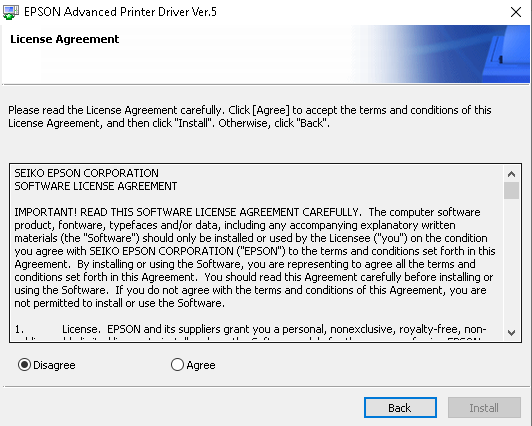 EPSON Advanced Printer Driver Ver.5
License Agreement
Please read the License Agreement carefully. Click [Agree] to accept the terms and conditions of this
License Agreement, and then click "Install". Otherwise, click "Back".
SEIKO EPSON CORPORATION
SOFTWARE LICENSE AGREEMENT
IMPORTANT! READ THIS SOFTWARE LICENSE AGREEMENT CAREFULLY. The computer software
product, fontware, typefaces and/or data, including any accompanying explanatory written
materials (the "Software") should only be installed or used by the Licensee ("you") on the condition
you agree with SEIKO EPSON CORPORATION ("EPSON") to the terms and conditions set forth in this
Agreement. By installing or using the Software, you are representing to agree all the terms and
conditions set forth in this Agreement. You should read this Agreement carefully before installing or
using the Software. If you do not agree with the terms and conditions of this Agreement, you are
not permitted to install or use the Software.
1. License. EPSON and its suppliers grant you a personal, nonexclusive, royalty-free, non-
Disagree
Agree
Back
Install